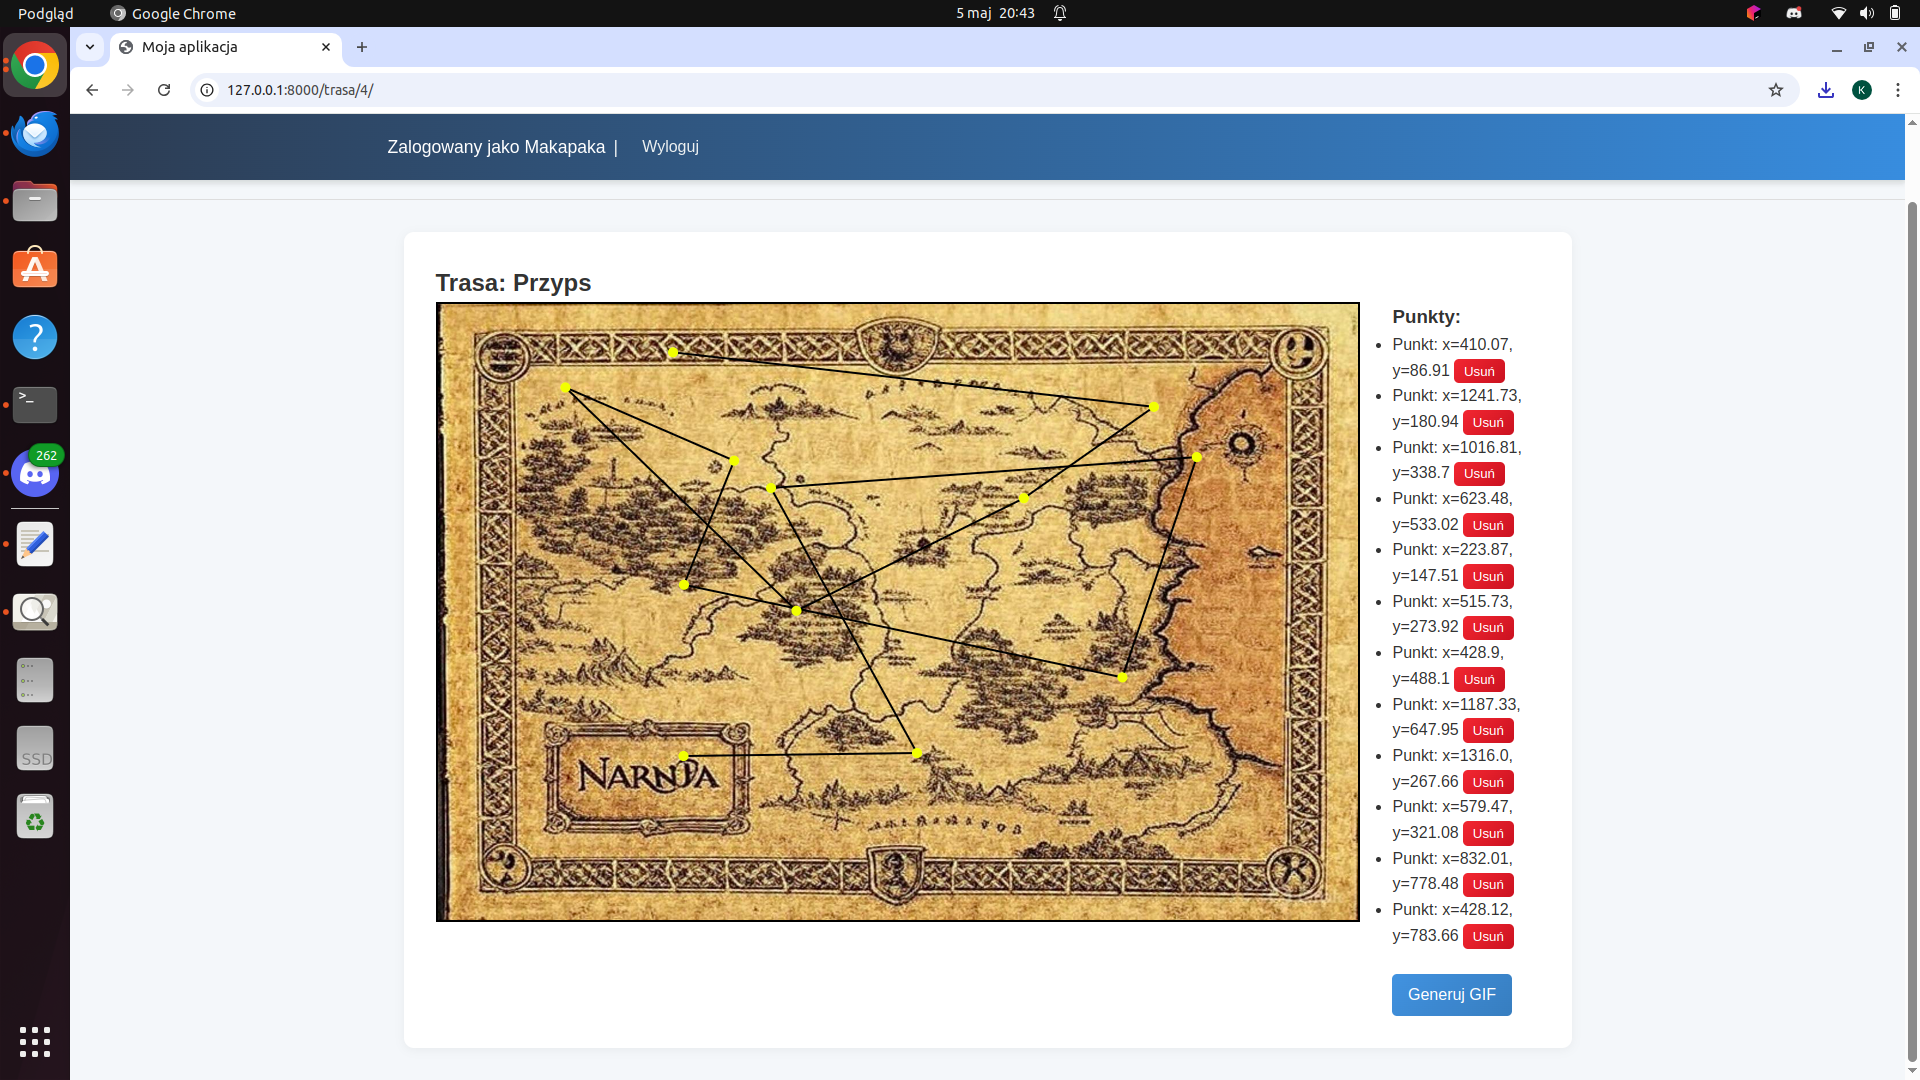 Podgląd
Google Chrome
5 maj 20:43
Moja aplikacja
127.0.0.1:8000/trasa/4/
K
Zalogowany jako Makapaka |
Wyloguj
262
SSD
Trasa: Przyps
NARNIA
Punkty:
Punkt: x=410.07,
y=86.91 Usuń
Punkt: x=1241.73,
y=180.94 Usuń
Punkt: x=1016.81,
y=338.7 Usuń
Punkt: x=623.48,
y=533.02 Usuń
Punkt: x=223.87,
y=147.51 Usuń
Punkt: x=515.73,
y=273.92 Usuń
Punkt: x=428.9,
y=488.1 Usuń
Punkt: x=1187.33,
y=647.95 Usuń
Punkt: x=1316.0,
y=267.66 Usuń
Punkt: x=579.47,
y=321.08 Usuń
Punkt: x=832.01,
y=778.48 Usuń
Punkt: x=428.12,
y=783.66 Usuń
Generuj GIF